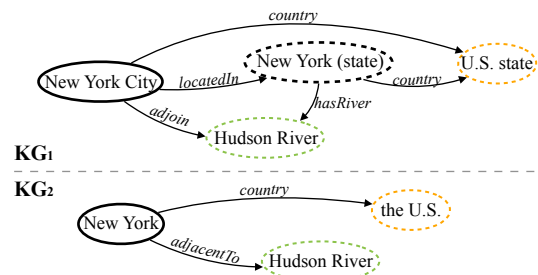 country
New York (state)
U.S. state
New York City
locatedIn
country
hasRiver
adjoin
Hudson River
KG1
KG2
country
the U.S.
New York
adjacentTo
Hudson River